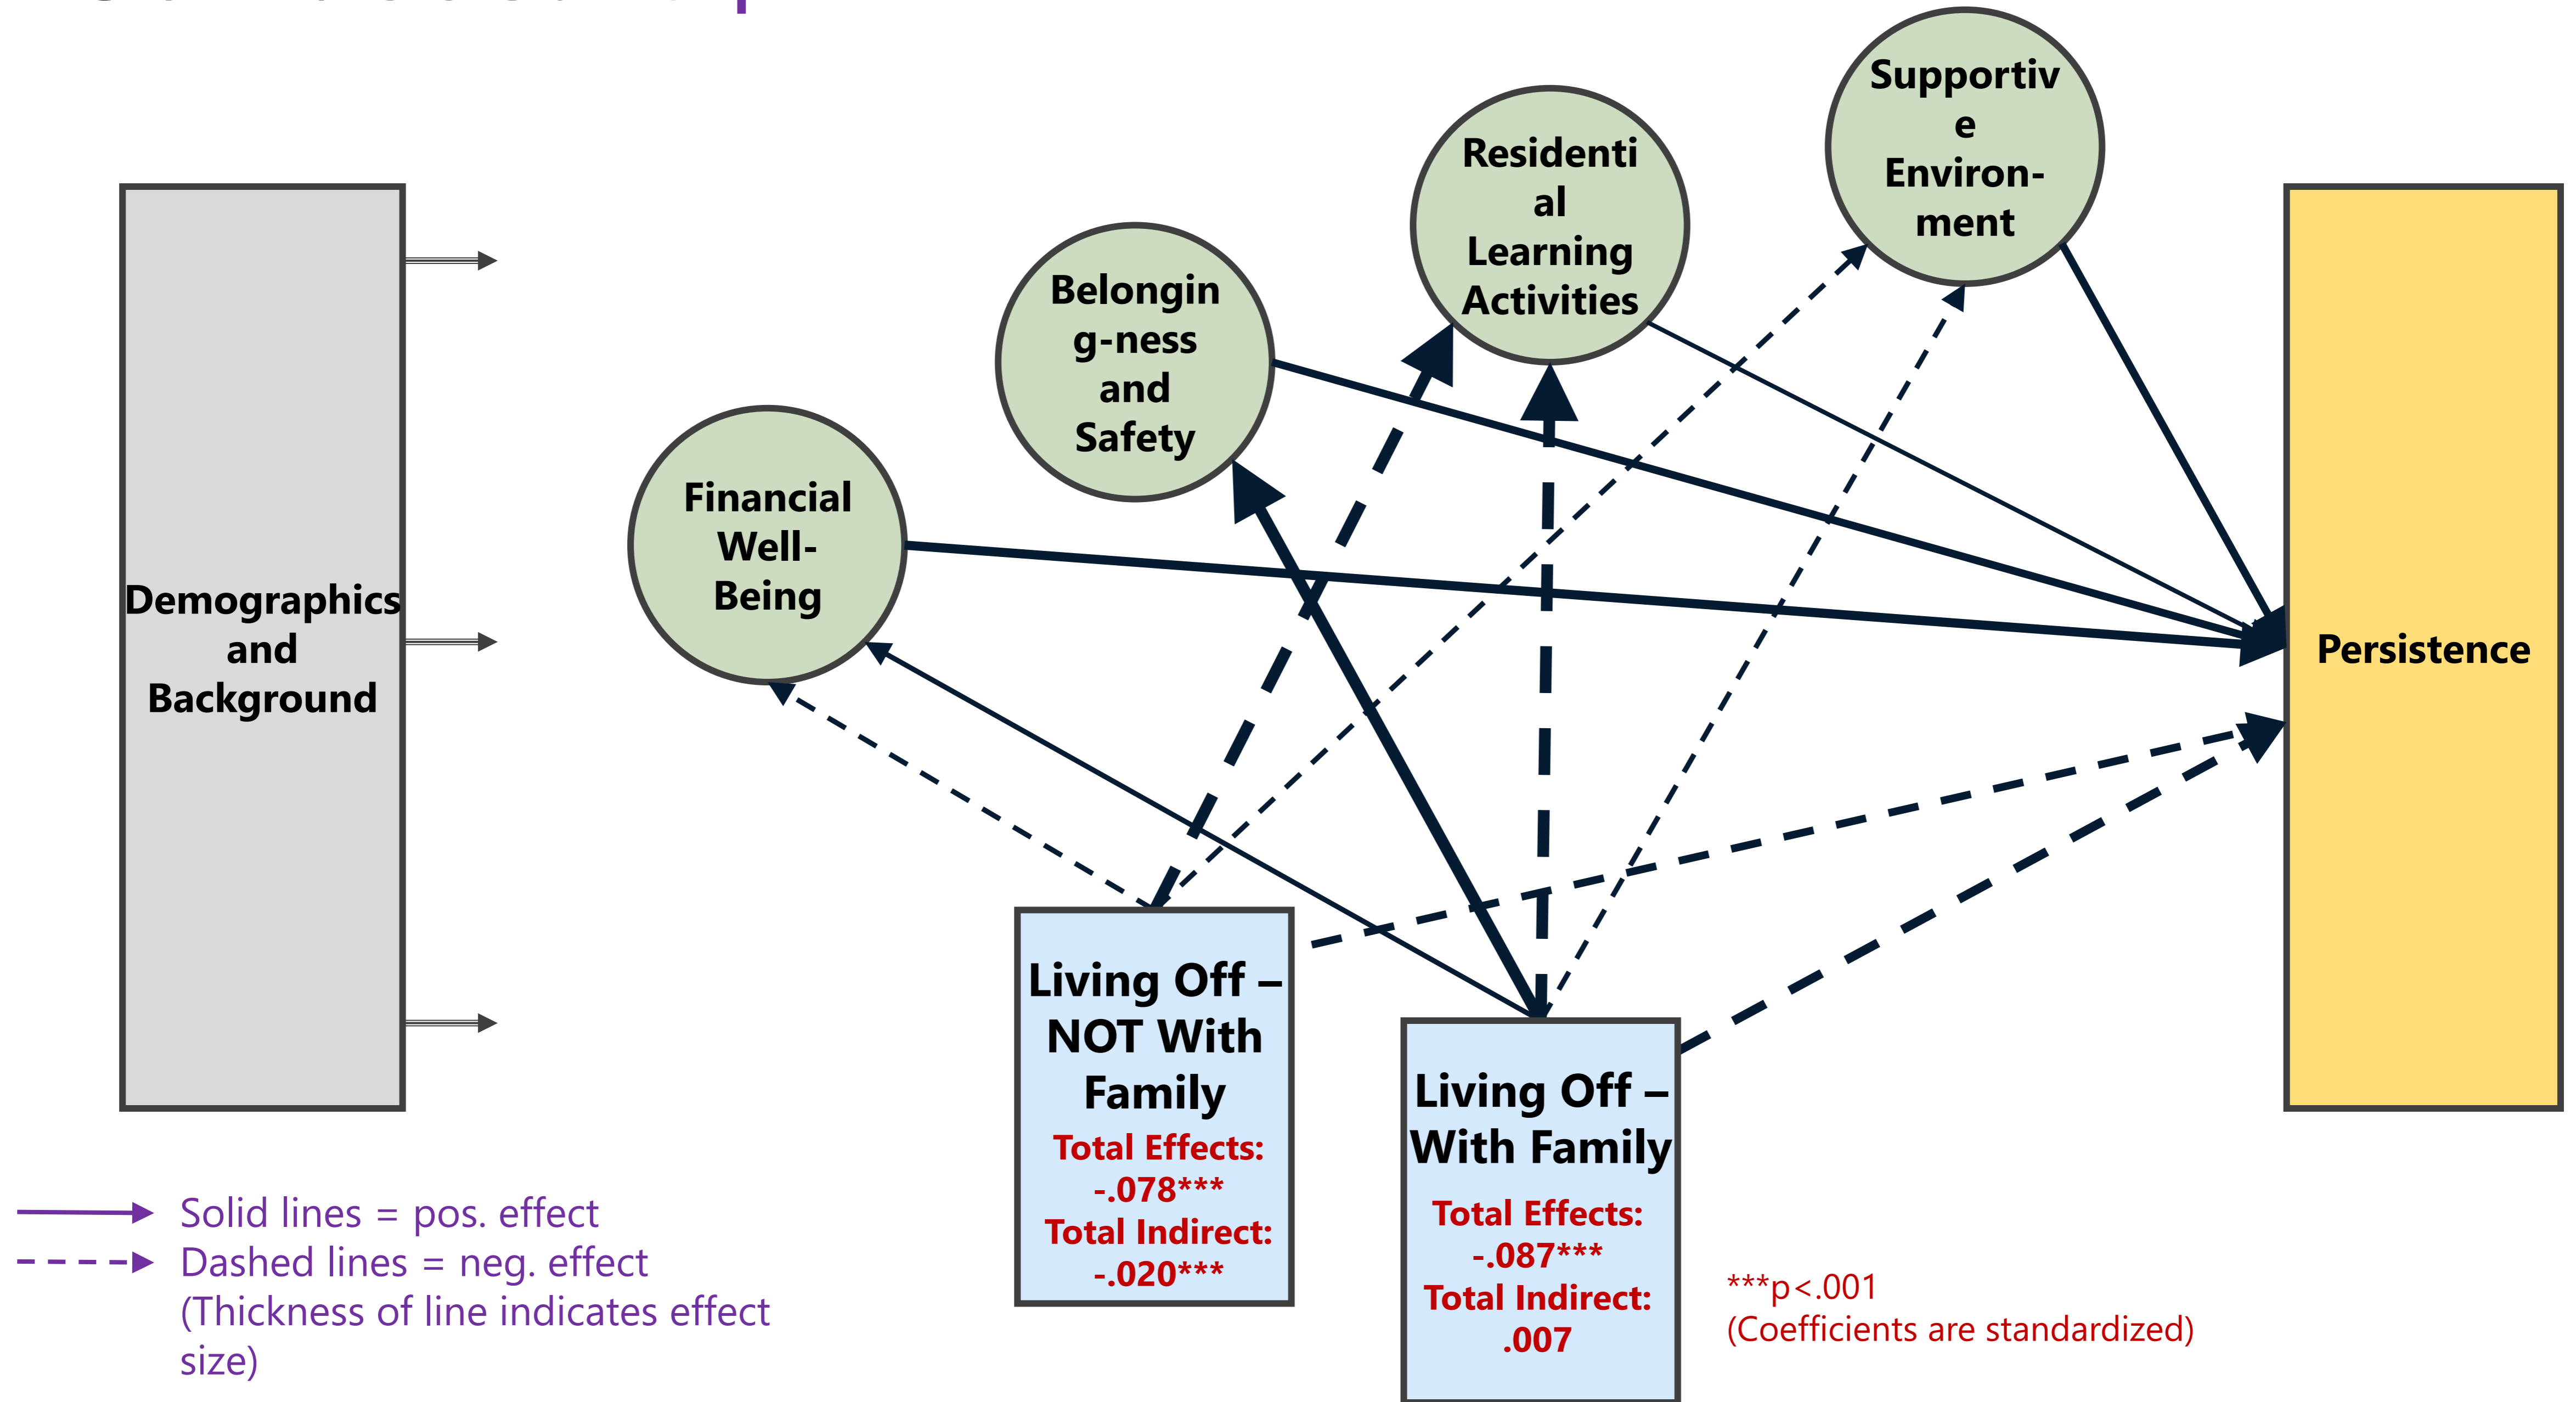 Supportiv
e
Environ-
ment
Residenti
al
Learning
Activities
Belongin
g-ness
and
Safety
Financial
Well-
Being
Demographics
and
Background
Persistence
Living Off –
NOT With
Family
Total Effects:
-.078***
Total Indirect:
-.020***
Living Off –
With Family
Total Effects:
-.087***
Total Indirect:
.007
Solid lines = pos. effect
Dashed lines = neg. effect
(Thickness of line indicates effect
size)
***p<.001
(Coefficients are standardized)